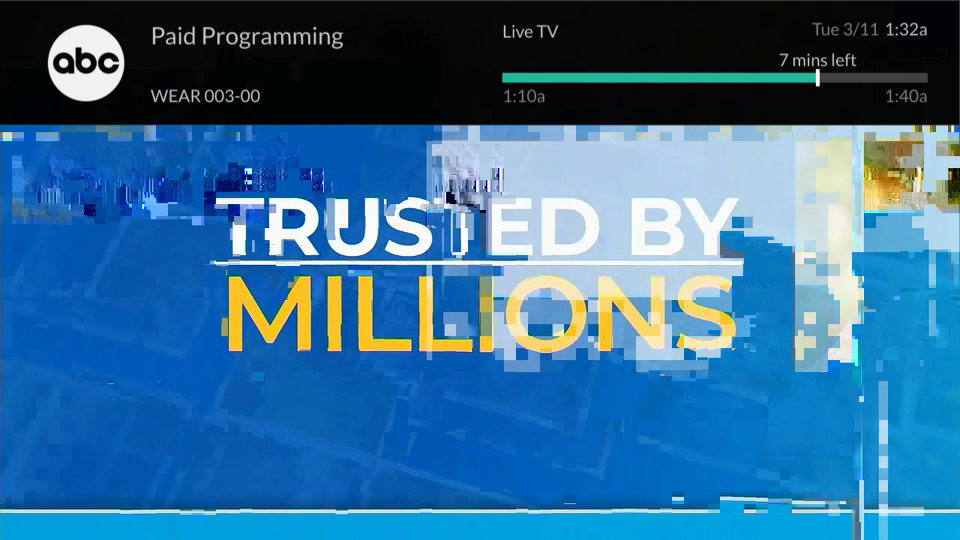 abc
Paid Programming
WEAR 003-00
Live TV
Tue 3/11 1:32a
7 mins left
1:10a
1:40a
TRUSTED BY
MILLIONS